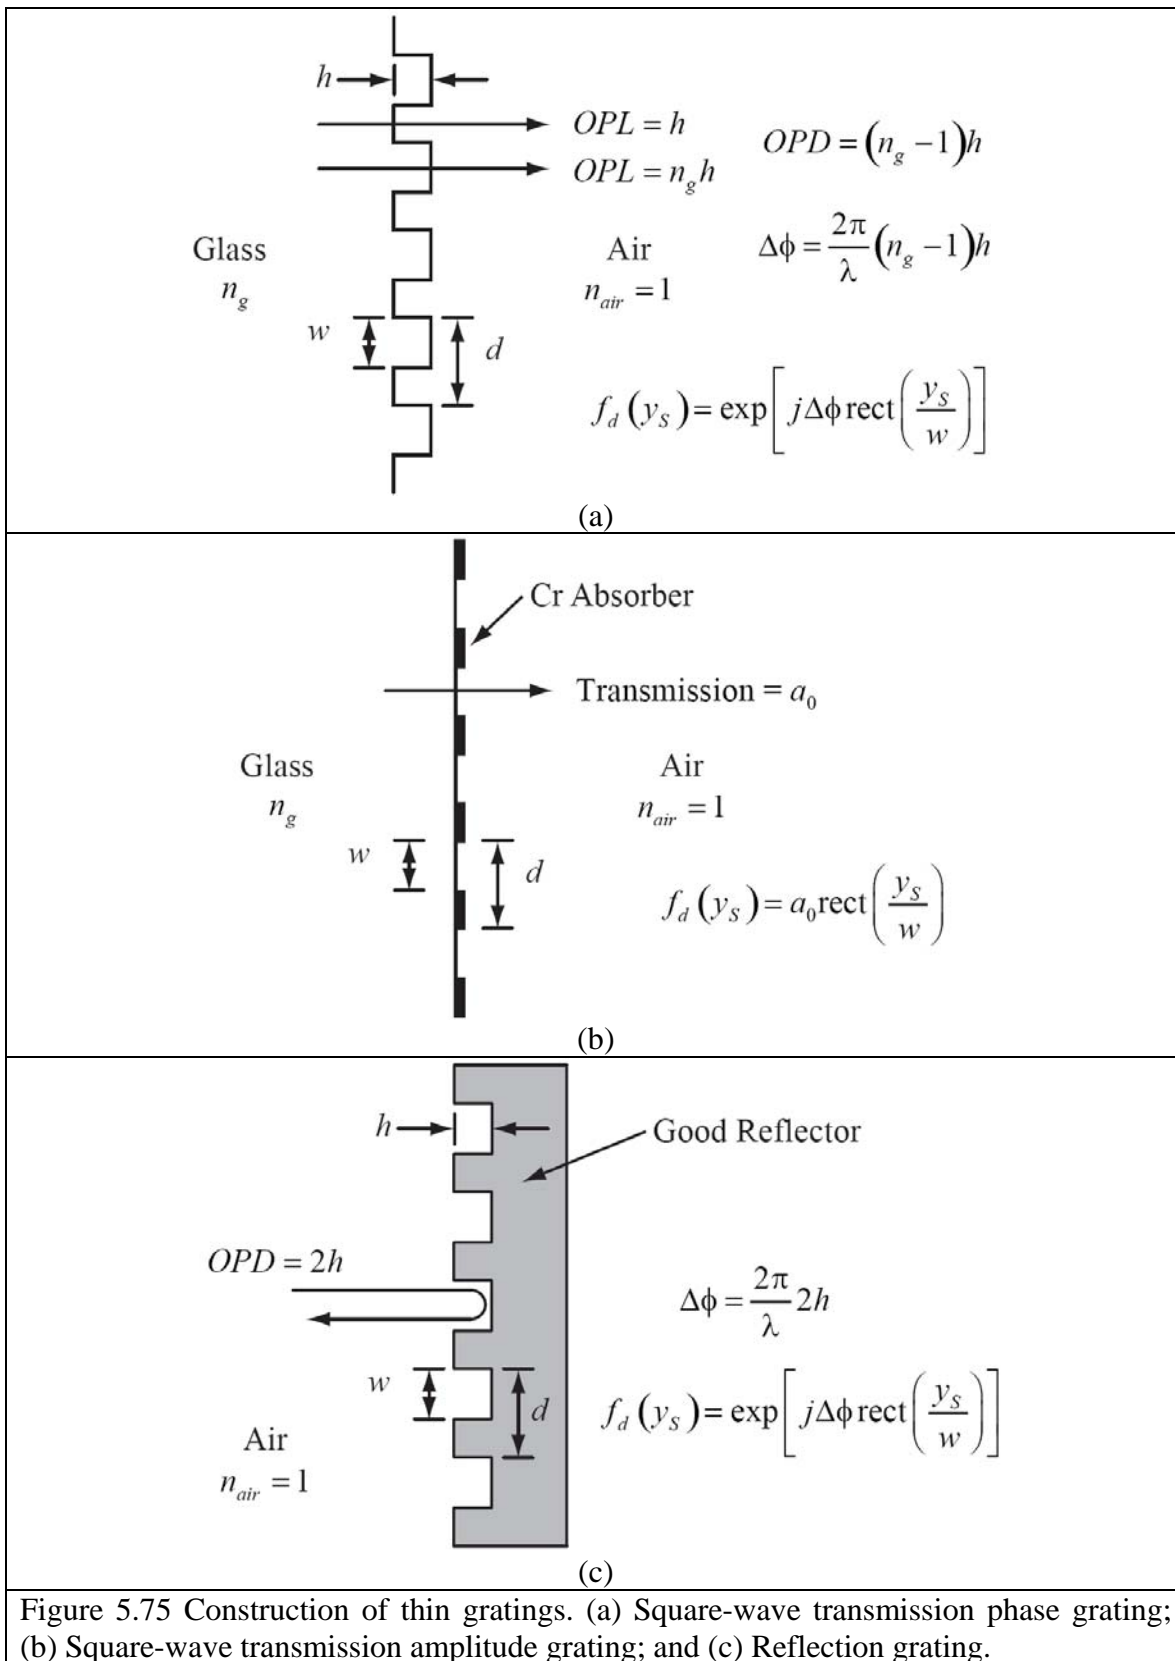 h
OPL = h
OPL = n_g h
OPD = (n_g − 1)h
Glass
n_g
Air
n_air = 1
Δϕ = 2π/λ (n_g − 1)h
w
d
f_d(y_S) = exp[jΔϕ rect(y_S/w)]
(a)
Cr Absorber
Transmission = a_0
Glass
n_g
Air
n_air = 1
w
d
f_d(y_S) = a_0 rect(y_S/w)
(b)
h
Good Reflector
OPD = 2h
Δϕ = 2π/λ 2h
w
d
f_d(y_S) = exp[jΔϕ rect(y_S/w)]
Air
n_air = 1
(c)
Figure 5.75 Construction of thin gratings. (a) Square-wave transmission phase grating;
(b) Square-wave transmission amplitude grating; and (c) Reflection grating.